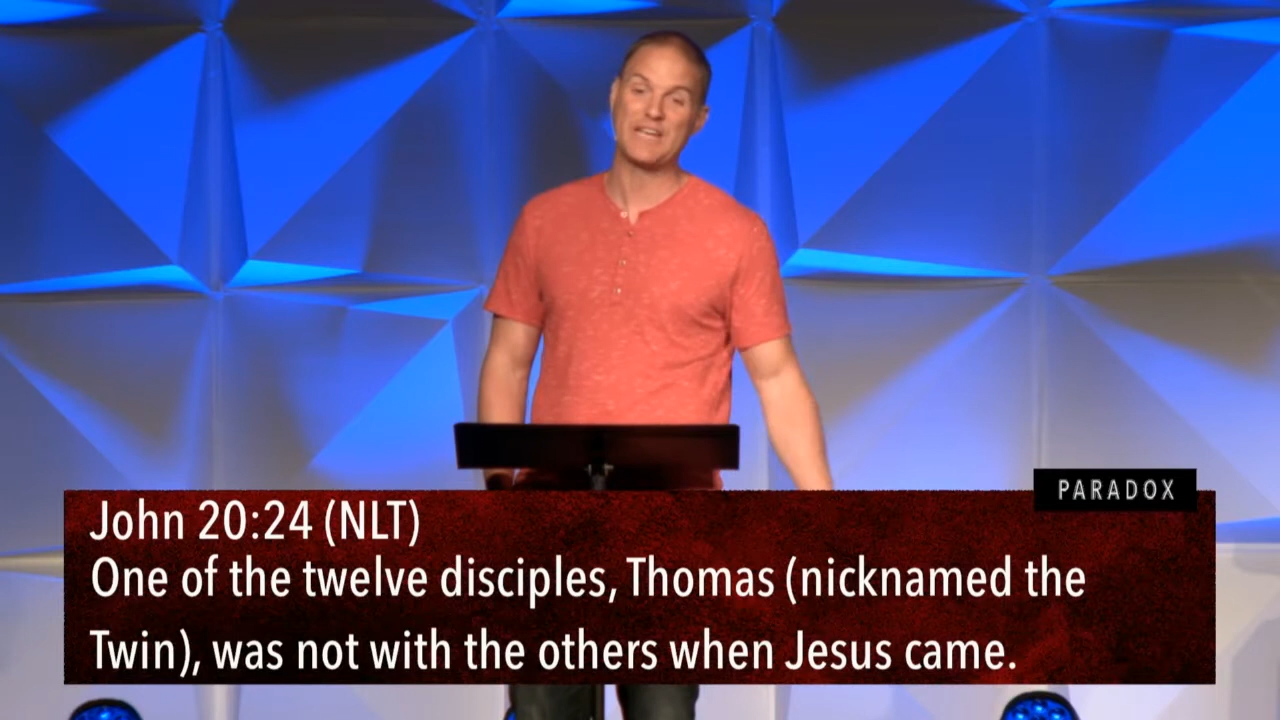 PARADOX
John 20:24 (NLT)
One of the twelve disciples, Thomas (nicknamed the
Twin), was not with the others when Jesus came.